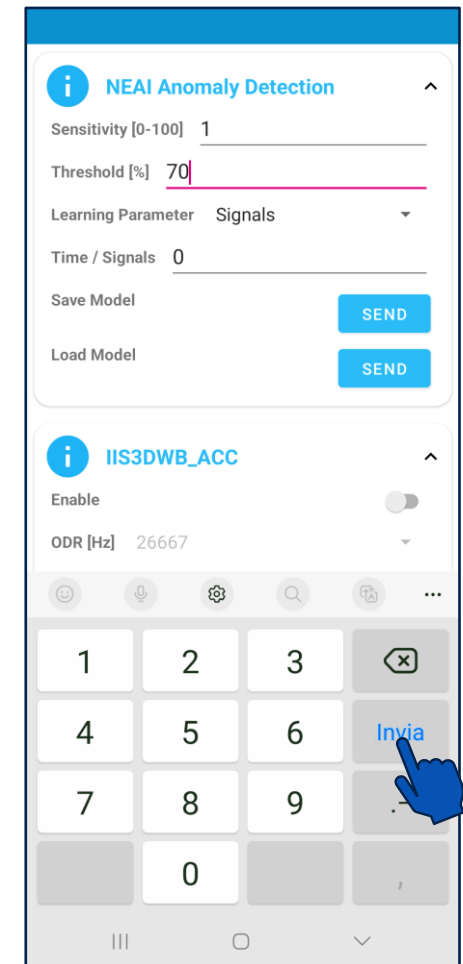 i NEAI Anomaly Detection
Sensitivity [0-100] 1
Threshold [%] 70
Learning Parameter Signals
Time / Signals 0
Save Model
SEND
Load Model
SEND
i IIS3DWB_ACC
Enable
ODR [Hz] 26667
1 2 3
4 5 6 Invia
7 8 9 .-
0 ,